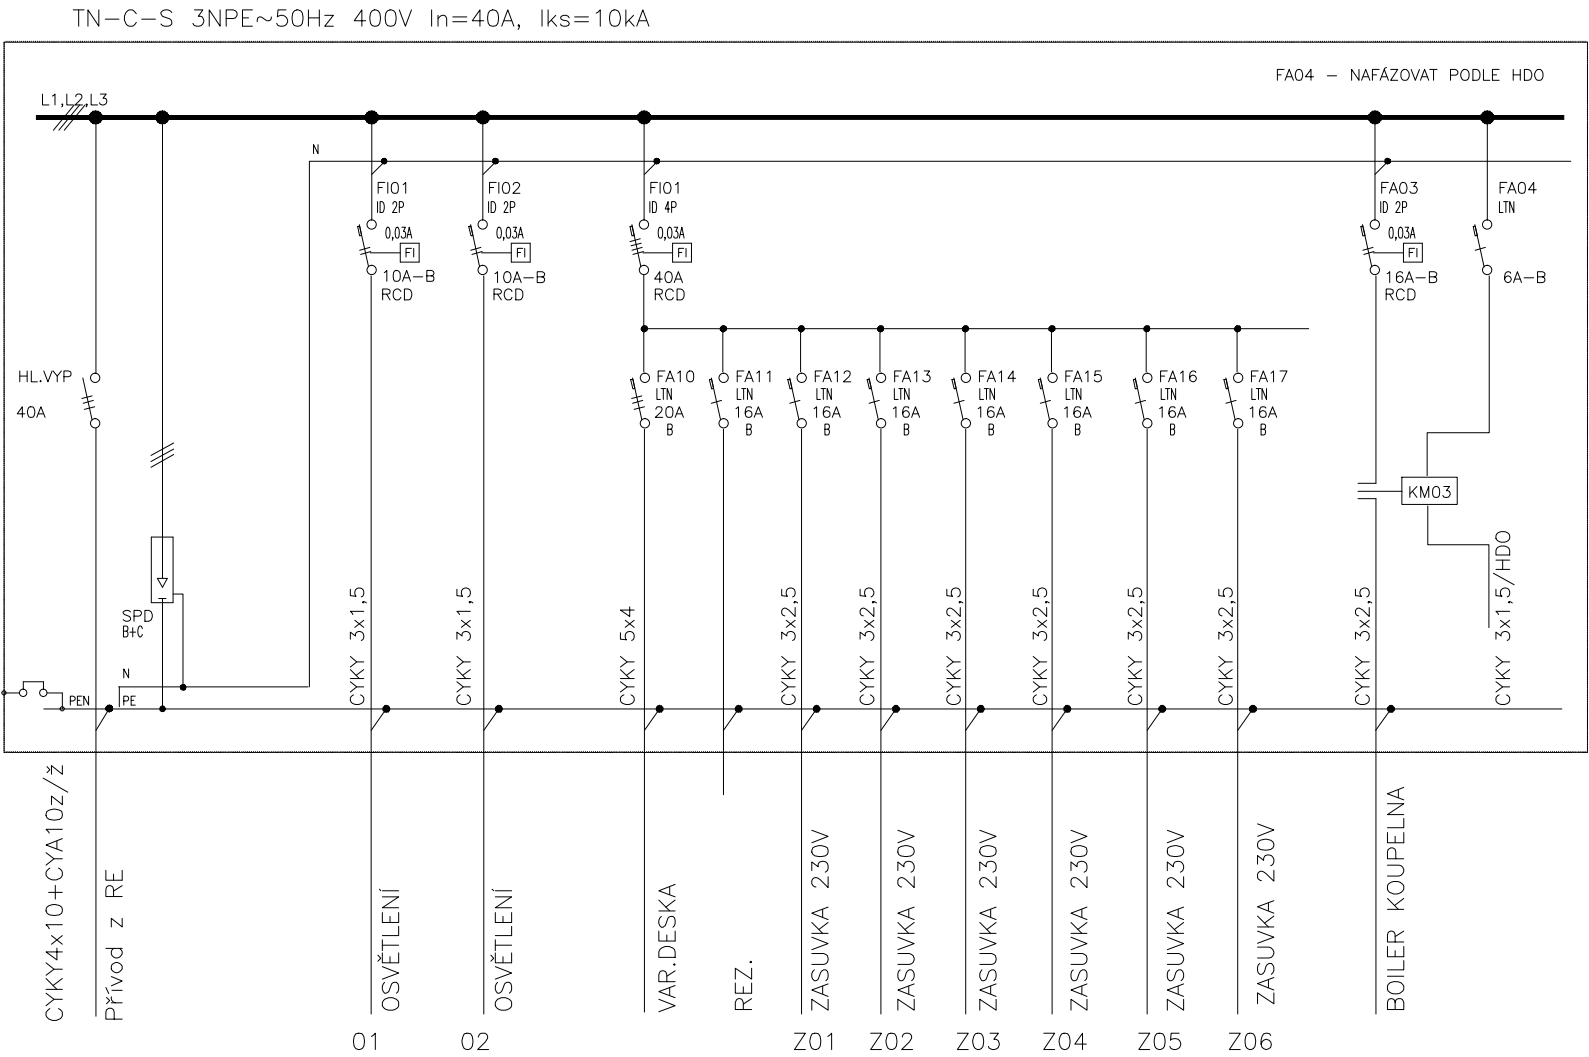 TN-C-S 3NPE~50Hz 400V In=40A, Iks=10kA
FA04 - NAFÁZOVAT PODLE HDO
L1,L2,L3
N
FI01
ID 2P
0,03A
FI
10A-B
RCD
FI02
ID 2P
0,03A
FI
10A-B
RCD
FI01
ID 4P
0,03A
FI
40A
RCD
FA03
ID 2P
0,03A
FI
16A-B
RCD
FA04
LTN
6A-B
HL.VYP
40A
FA10
LTN
20A
B
FA11
LTN
16A
B
FA12
LTN
16A
B
FA13
LTN
16A
B
FA14
LTN
16A
B
FA15
LTN
16A
B
FA16
LTN
16A
B
FA17
LTN
16A
B
KM03
SPD
B+C
N
PEN
PE
CYKY 3x1,5
CYKY 3x1,5
CYKY 5x4
CYKY 3x2,5
CYKY 3x2,5
CYKY 3x2,5
CYKY 3x2,5
CYKY 3x2,5
CYKY 3x2,5
CYKY 3x2,5
CYKY 3x1,5/HDO
CYKY4x10+CYA10z/ž
Přívod z RE
OSVĚTLENÍ
OSVĚTLENÍ
VAR.DESKA
REZ.
ZASUVKA 230V
ZASUVKA 230V
ZASUVKA 230V
ZASUVKA 230V
ZASUVKA 230V
ZASUVKA 230V
BOILER KOUPELNA
O1
O2
Z01
Z02
Z03
Z04
Z05
Z06